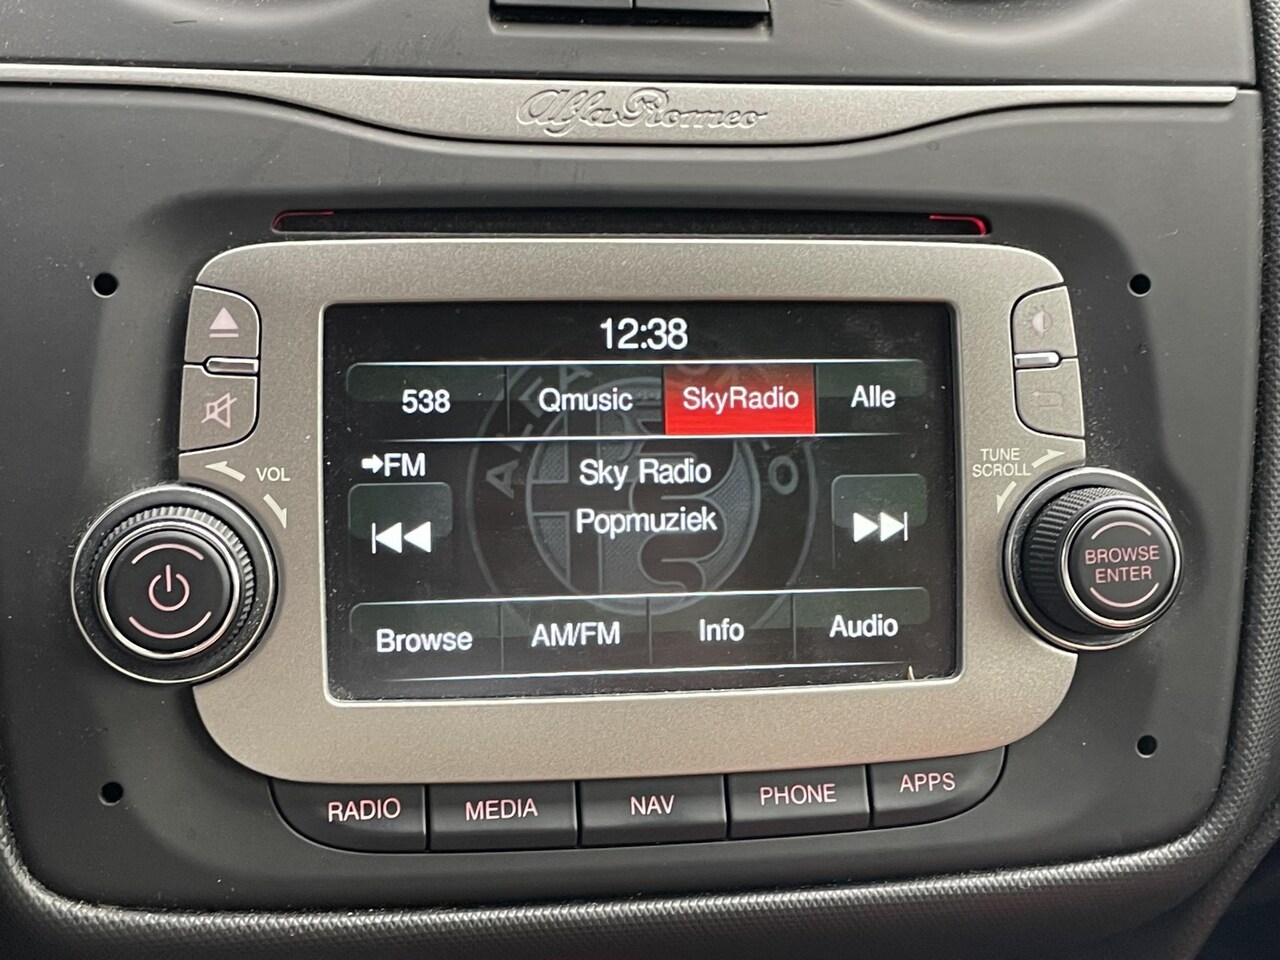 Alfa Romeo
12:38
538 Qmusic SkyRadio Alle
FM
Sky Radio
Popmuziek
Browse AM/FM Info Audio
VOL
TUNE
SCROLL
BROWSE
ENTER
RADIO MEDIA NAV PHONE APPS